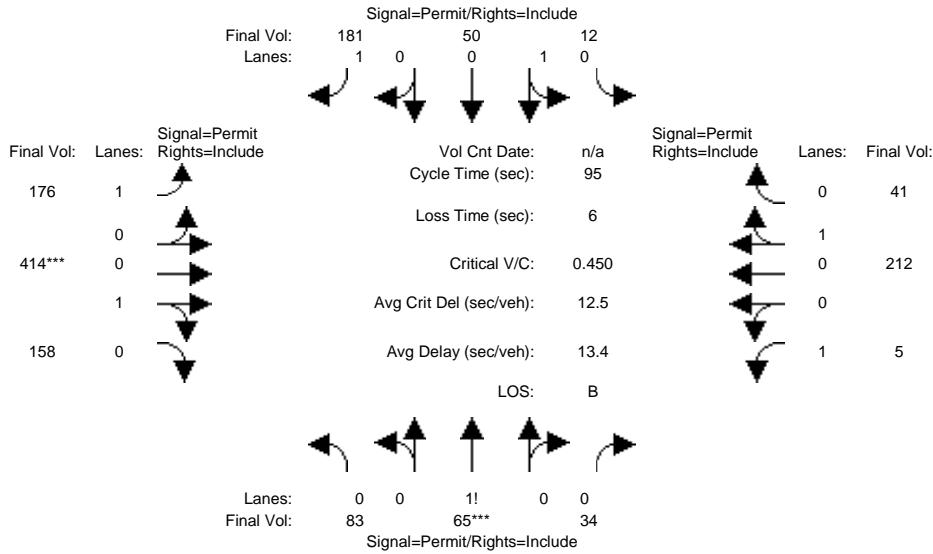 Signal=Permit/Rights=Include
Final Vol: 181 50 12
Lanes: 1 0 0 1 0
Signal=Permit
Final Vol: Lanes: Rights=Include
Vol Cnt Date: n/a
Signal=Permit
Rights=Include Lanes: Final Vol:
Cycle Time (sec): 95
176 1
0 41
Loss Time (sec): 6
0
1
414*** 0
Critical V/C: 0.450
0 212
1
Avg Crit Del (sec/veh): 12.5
0
158 0
Avg Delay (sec/veh): 13.4
1 5
LOS: B
Lanes: 0 0 1! 0 0
Final Vol: 83 65*** 34
Signal=Permit/Rights=Include